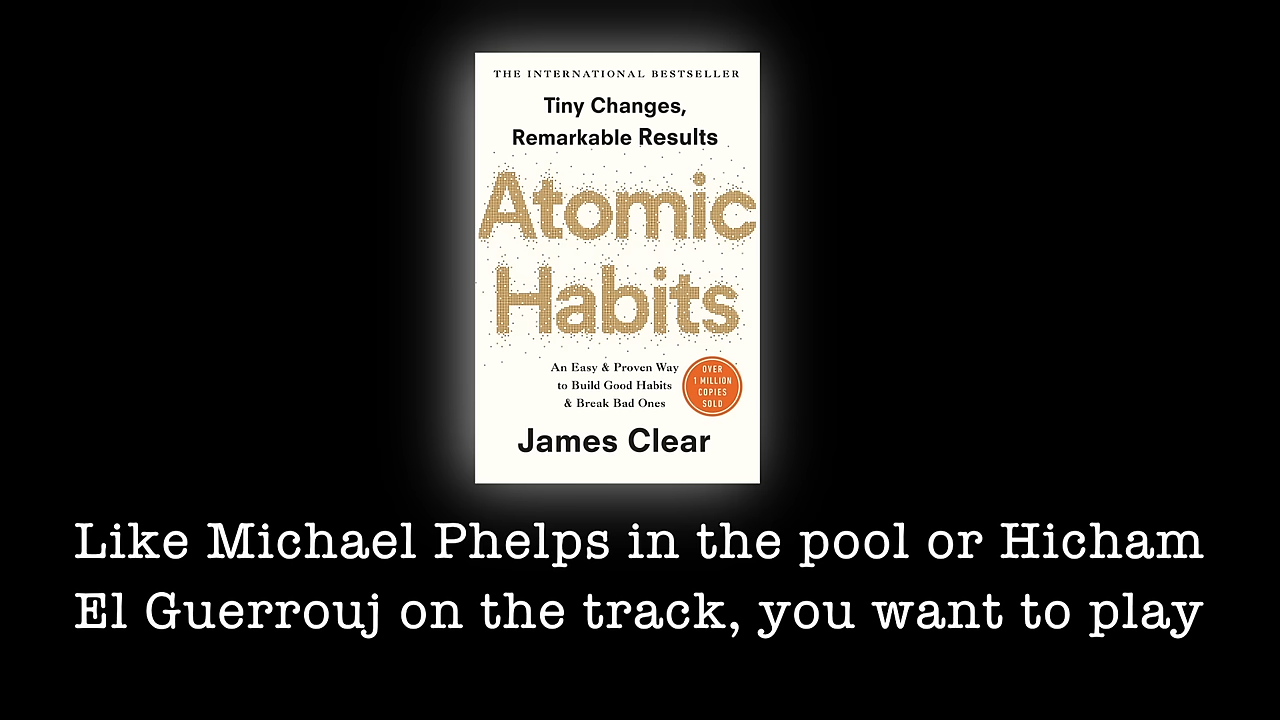 THE INTERNATIONAL BESTSELLER
Tiny Changes,
Remarkable Results
Atomic
Habits
An Easy & Proven Way
to Build Good Habits
& Break Bad Ones
OVER
1 MILLION
COPIES
SOLD
James Clear
Like Michael Phelps in the pool or Hicham
El Guerrouj on the track, you want to play